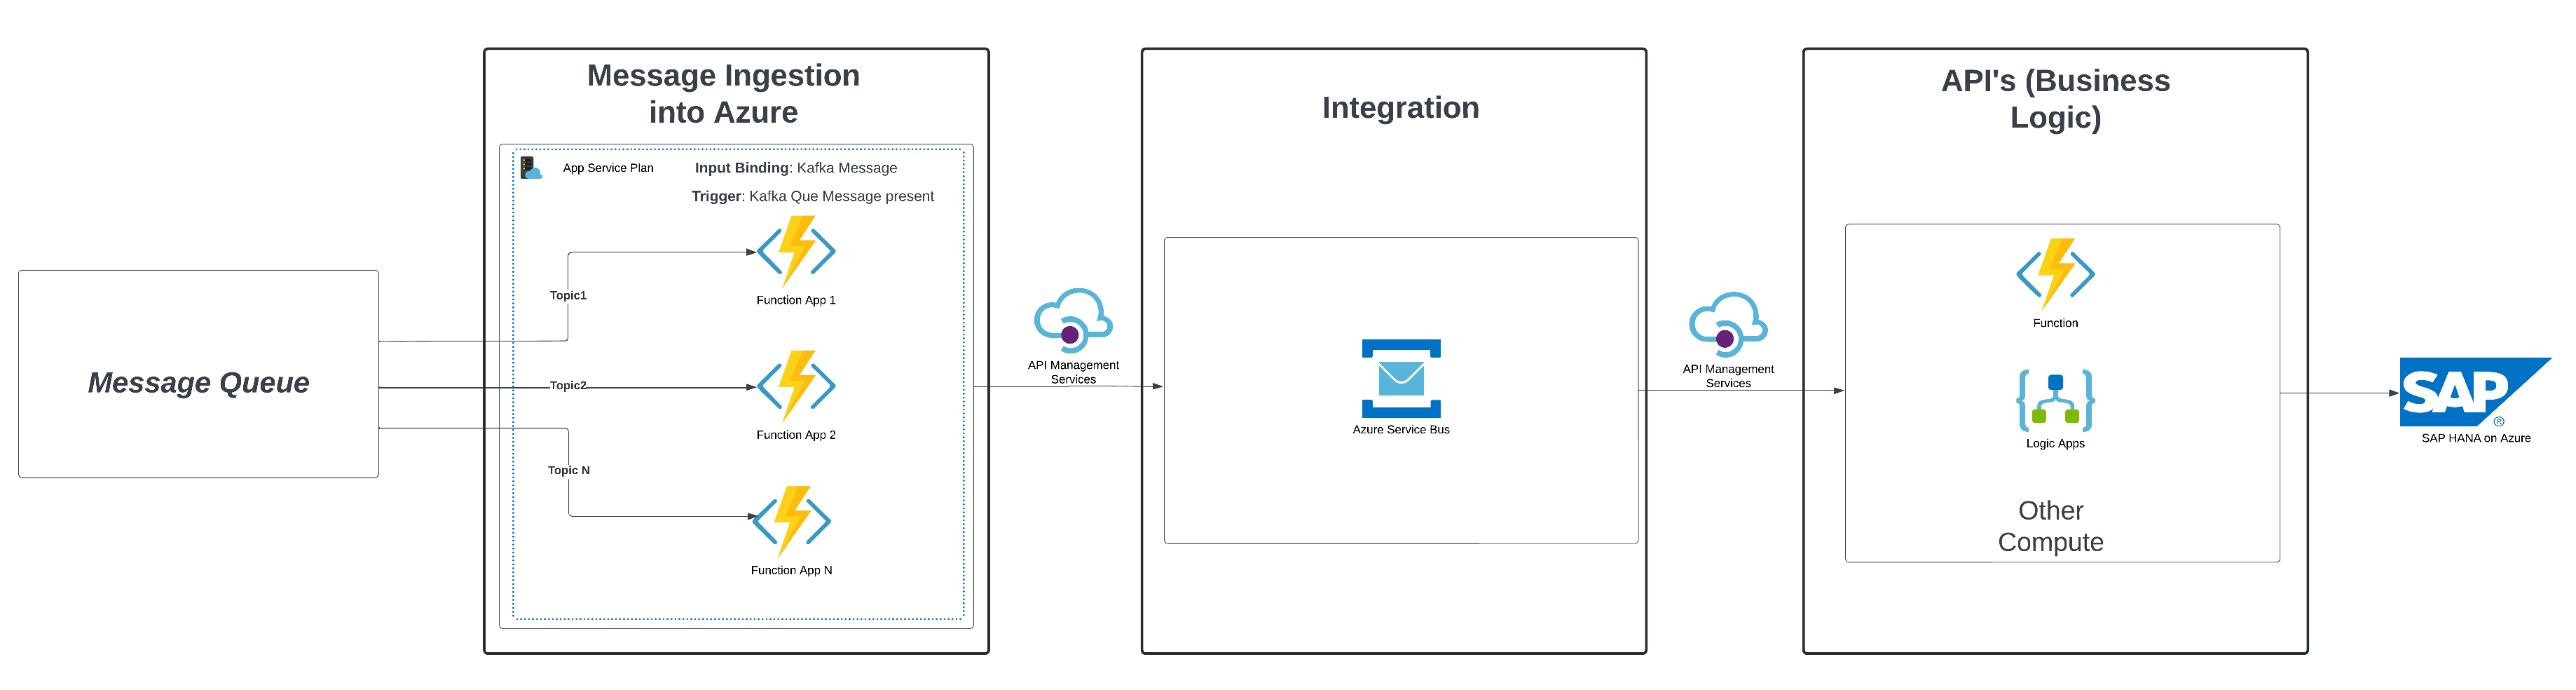 Message Queue
Message Ingestion
into Azure
App Service Plan
Input Binding: Kafka Message
Trigger: Kafka Que Message present
Topic1
Function App 1
Topic2
Function App 2
Topic N
Function App N
API Management
Services
Integration
Azure Service Bus
API Management
Services
API's (Business
Logic)
Function
Logic Apps
Other
Compute
SAP
®
SAP HANA on Azure